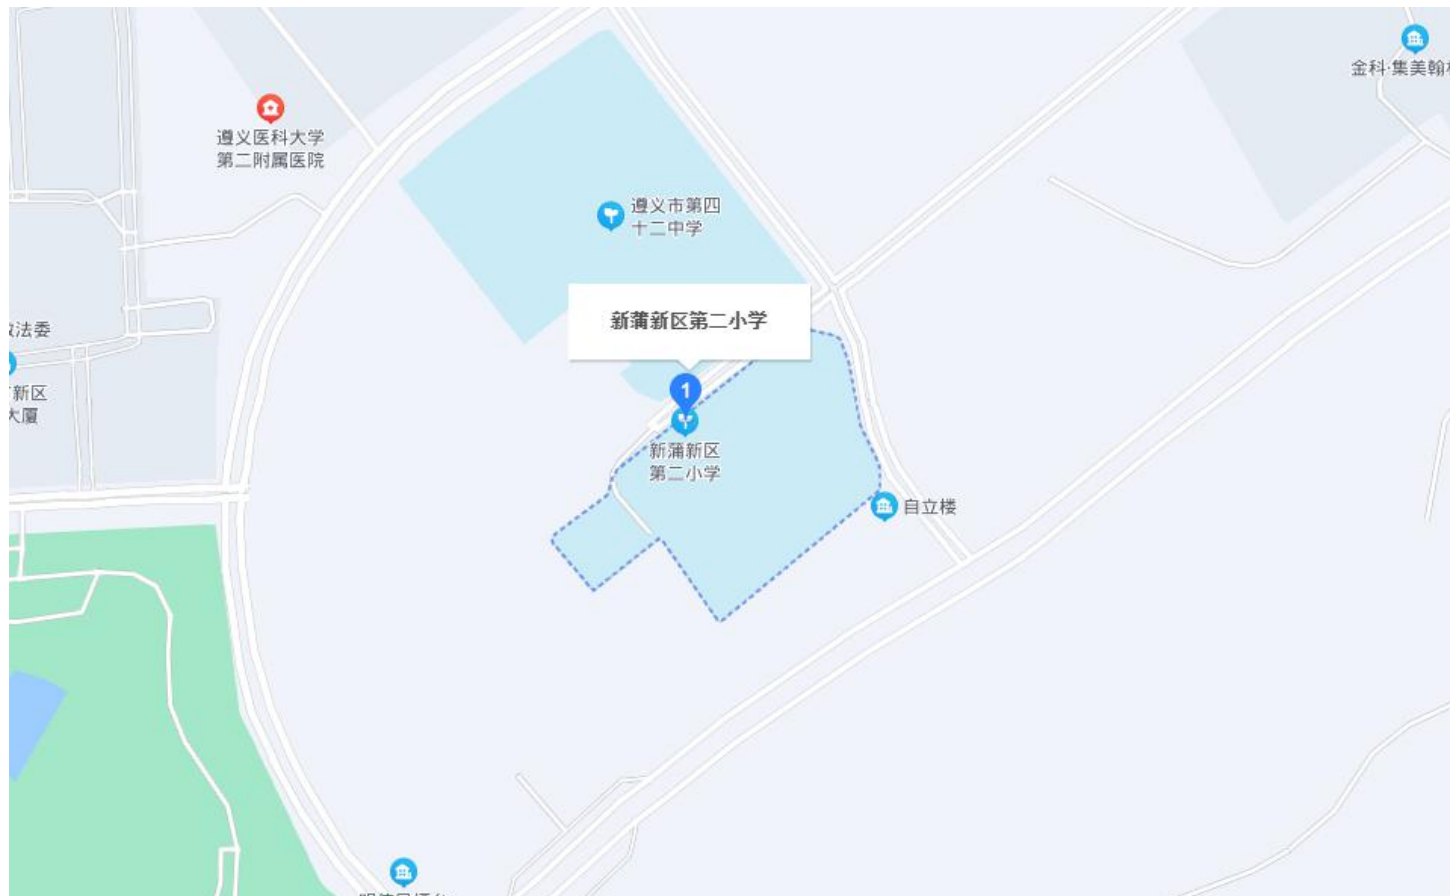 金科·集美翰
遵义医科大学
第二附属医院
遵义市第四
十二中学
新蒲新区第二小学
法委
新区
大厦
1
新蒲新区
第二小学
自立楼